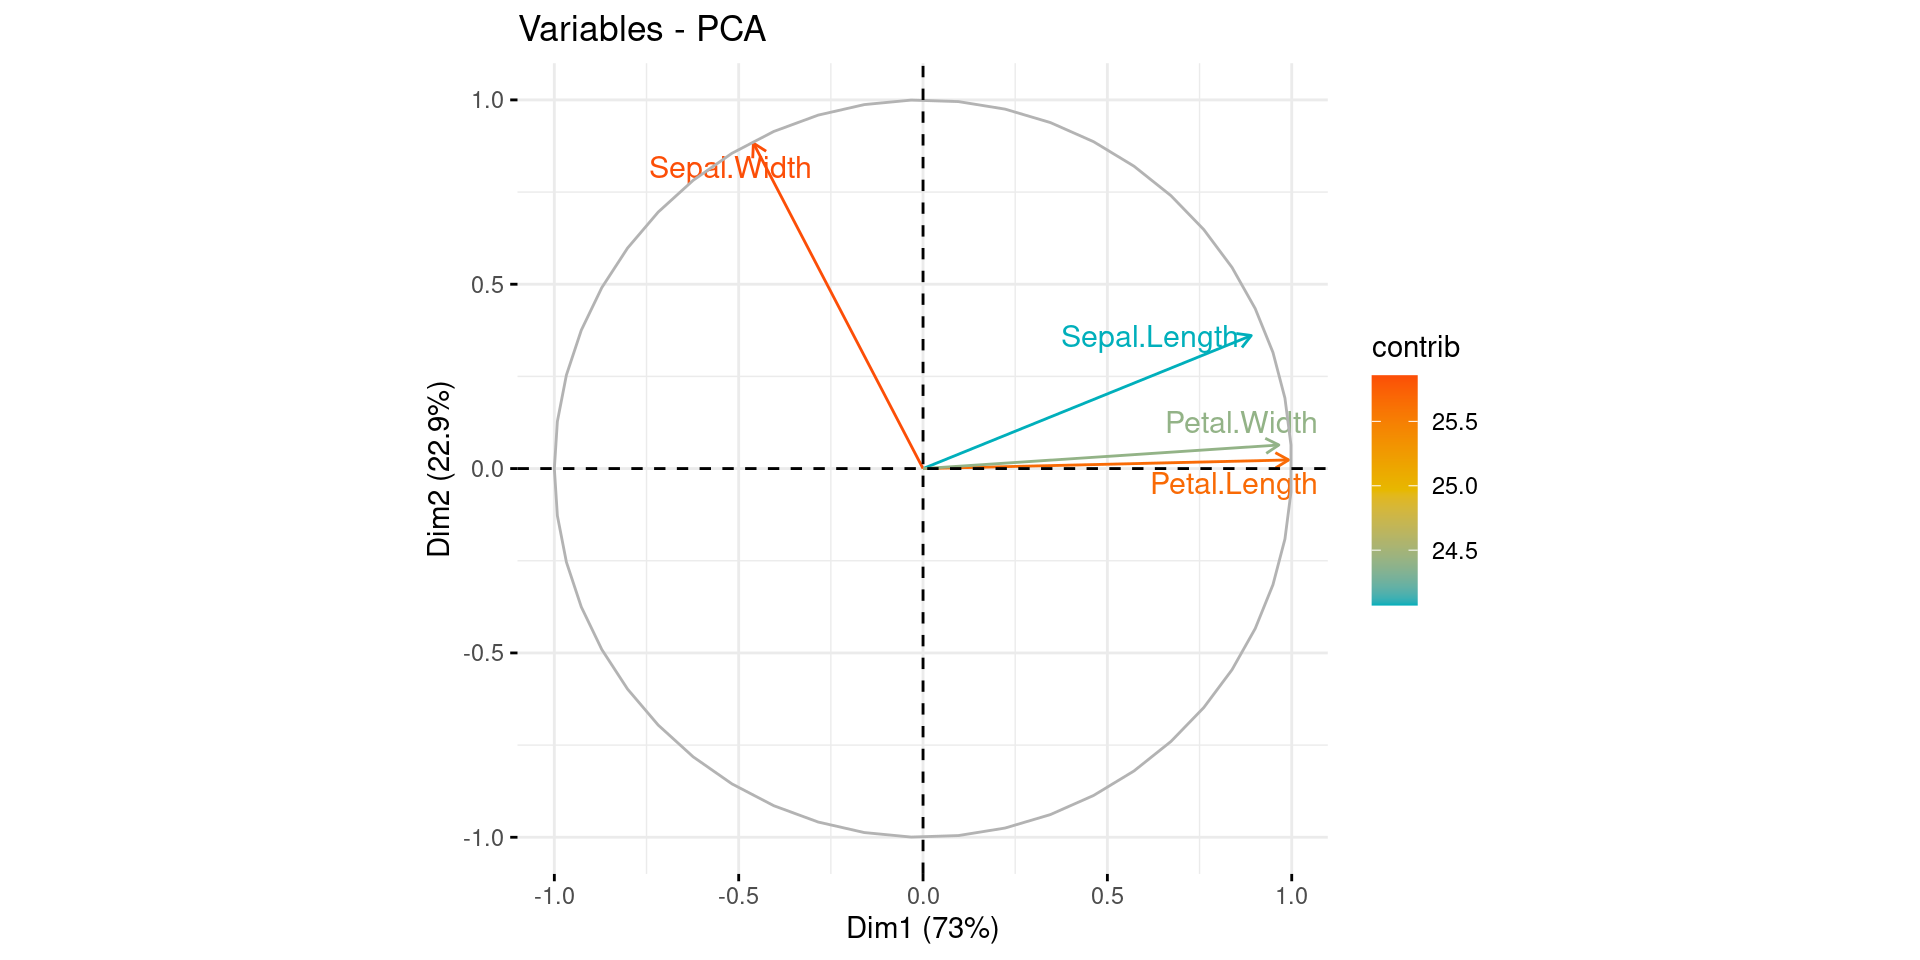 Variables - PCA
1.0
0.5
0.0
-0.5
-1.0
Dim2 (22.9%)
Sepal.Width
Sepal.Length
Petal.Width
Petal.Length
-1.0
-0.5
0.0
0.5
1.0
Dim1 (73%)
contrib
25.5
25.0
24.5